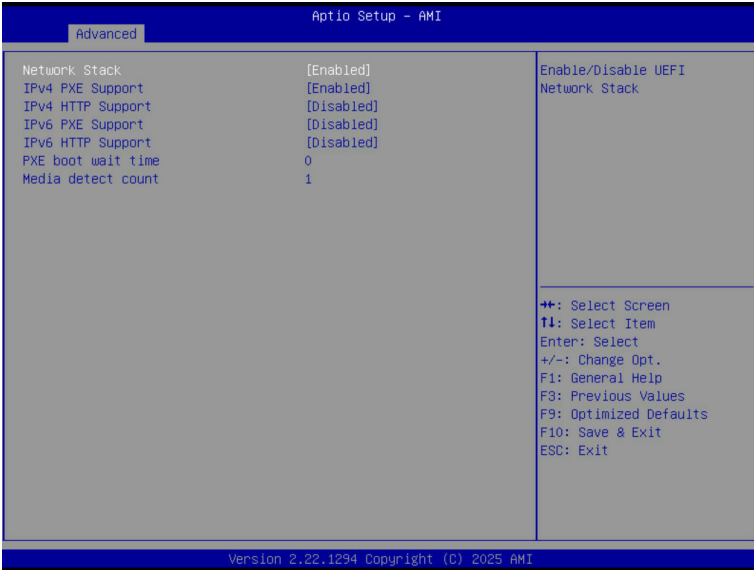 Aptio Setup – AMI
Advanced
Network Stack [Enabled]
IPv4 PXE Support [Enabled]
IPv4 HTTP Support [Disabled]
IPv6 PXE Support [Disabled]
IPv6 HTTP Support [Disabled]
PXE boot wait time 0
Media detect count 1
Enable/Disable UEFI
Network Stack
→←: Select Screen
↑↓: Select Item
Enter: Select
+/-: Change Opt.
F1: General Help
F3: Previous Values
F9: Optimized Defaults
F10: Save & Exit
ESC: Exit
Version 2.22.1294 Copyright (C) 2025 AMI